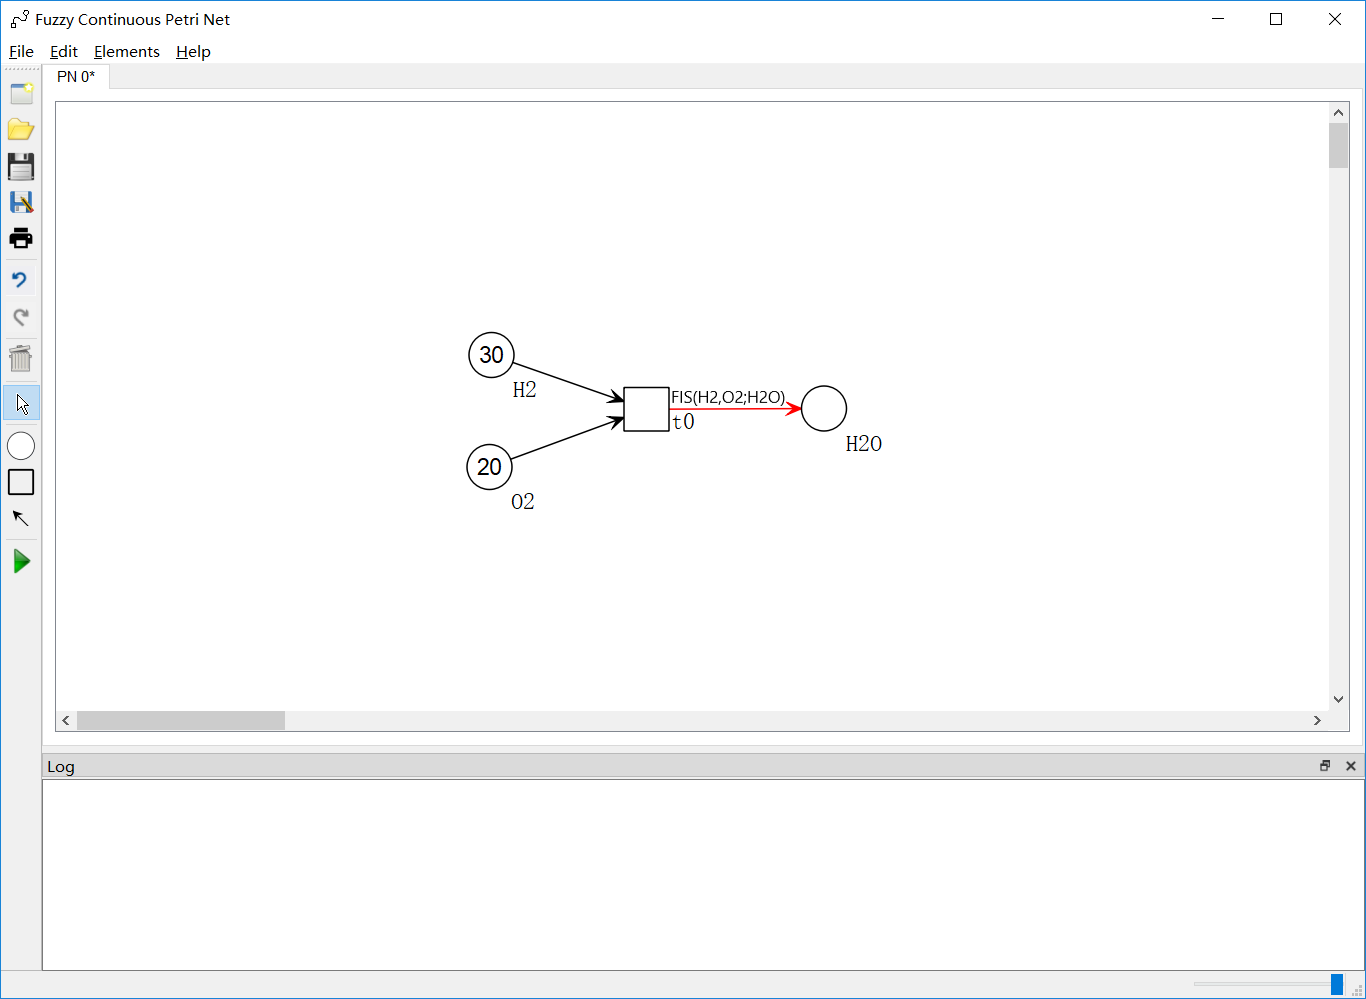 Fuzzy Continuous Petri Net
File Edit Elements Help
PN 0*
30
H2
FIS(H2,O2;H2O)
t0
H2O
20
O2
Log